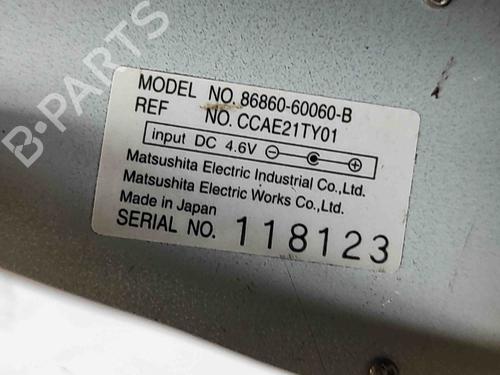 B-PARTS
MODEL NO. 86860-60060-B
REF NO. CCAE21TY01
input DC 4.6V
Matsushita Electric Industrial Co., Ltd.
Matsushita Electric Works Co., Ltd.
Made in Japan
SERIAL NO. 118123